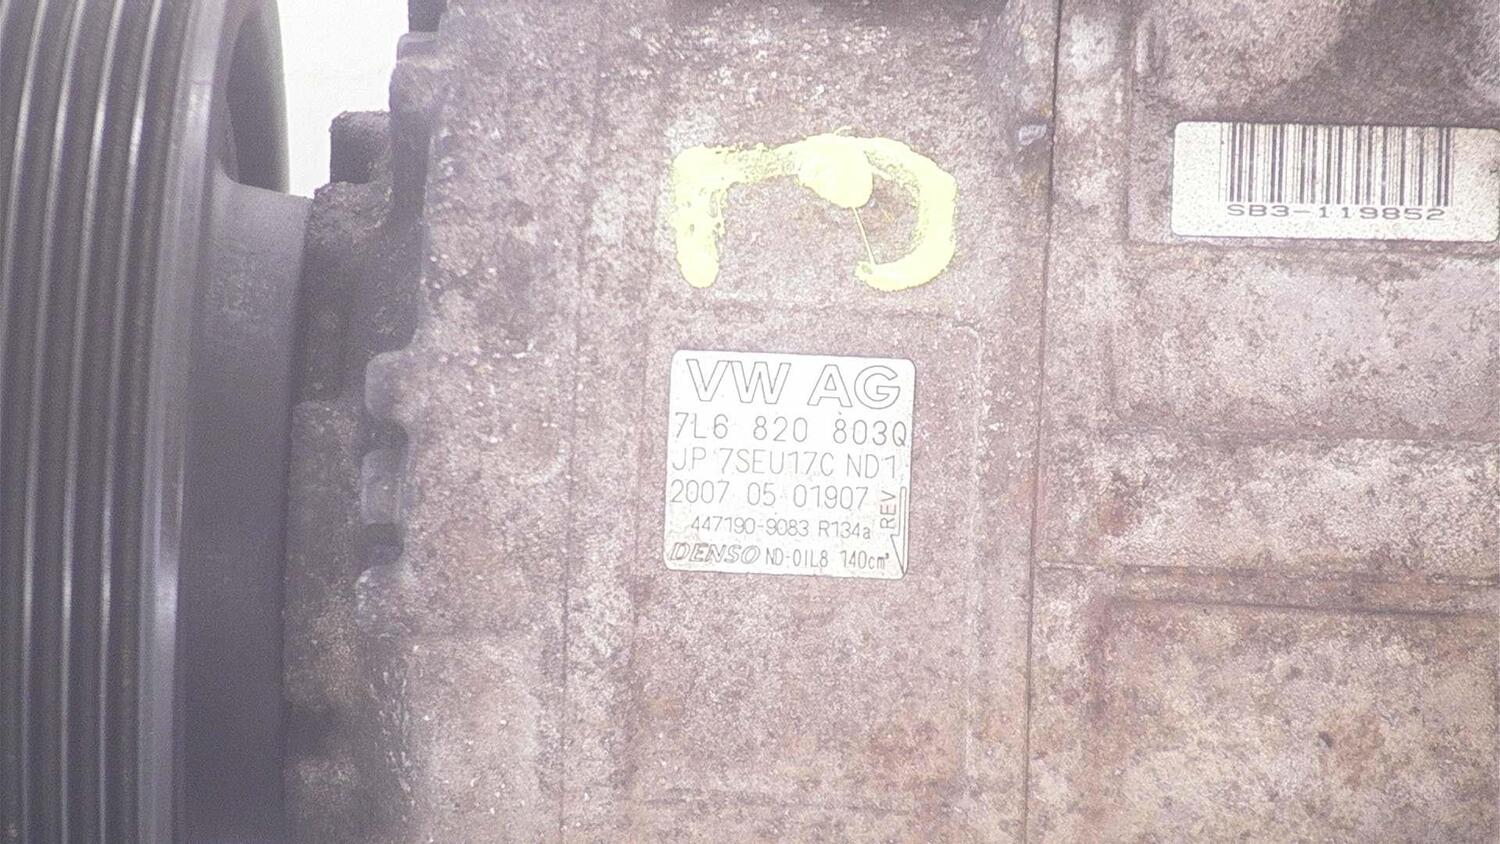 SB3-119852
VW AG
7L6 820 803Q
JP 7SEU17C ND1
2007 05 01907
REV
447190-9083 R134a
DENSO ND-OIL8 140cm³